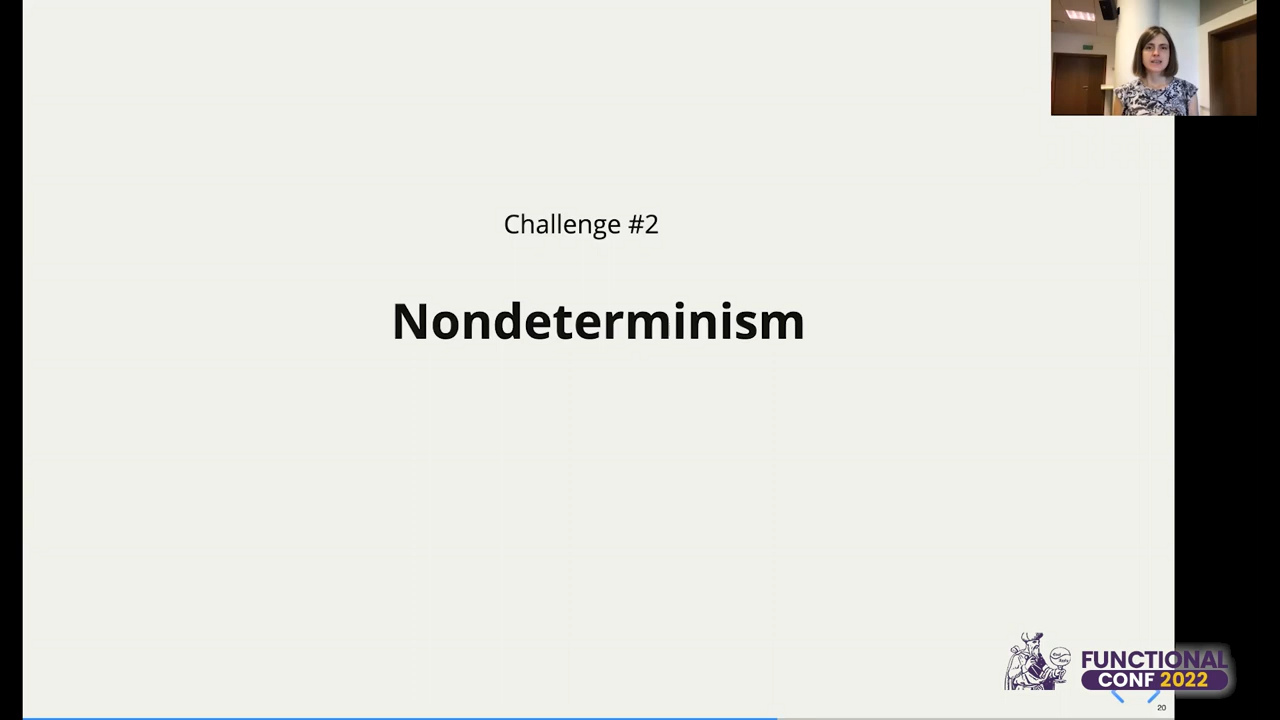 Challenge #2
Nondeterminism
FUNCTIONAL
CONF 2022
20